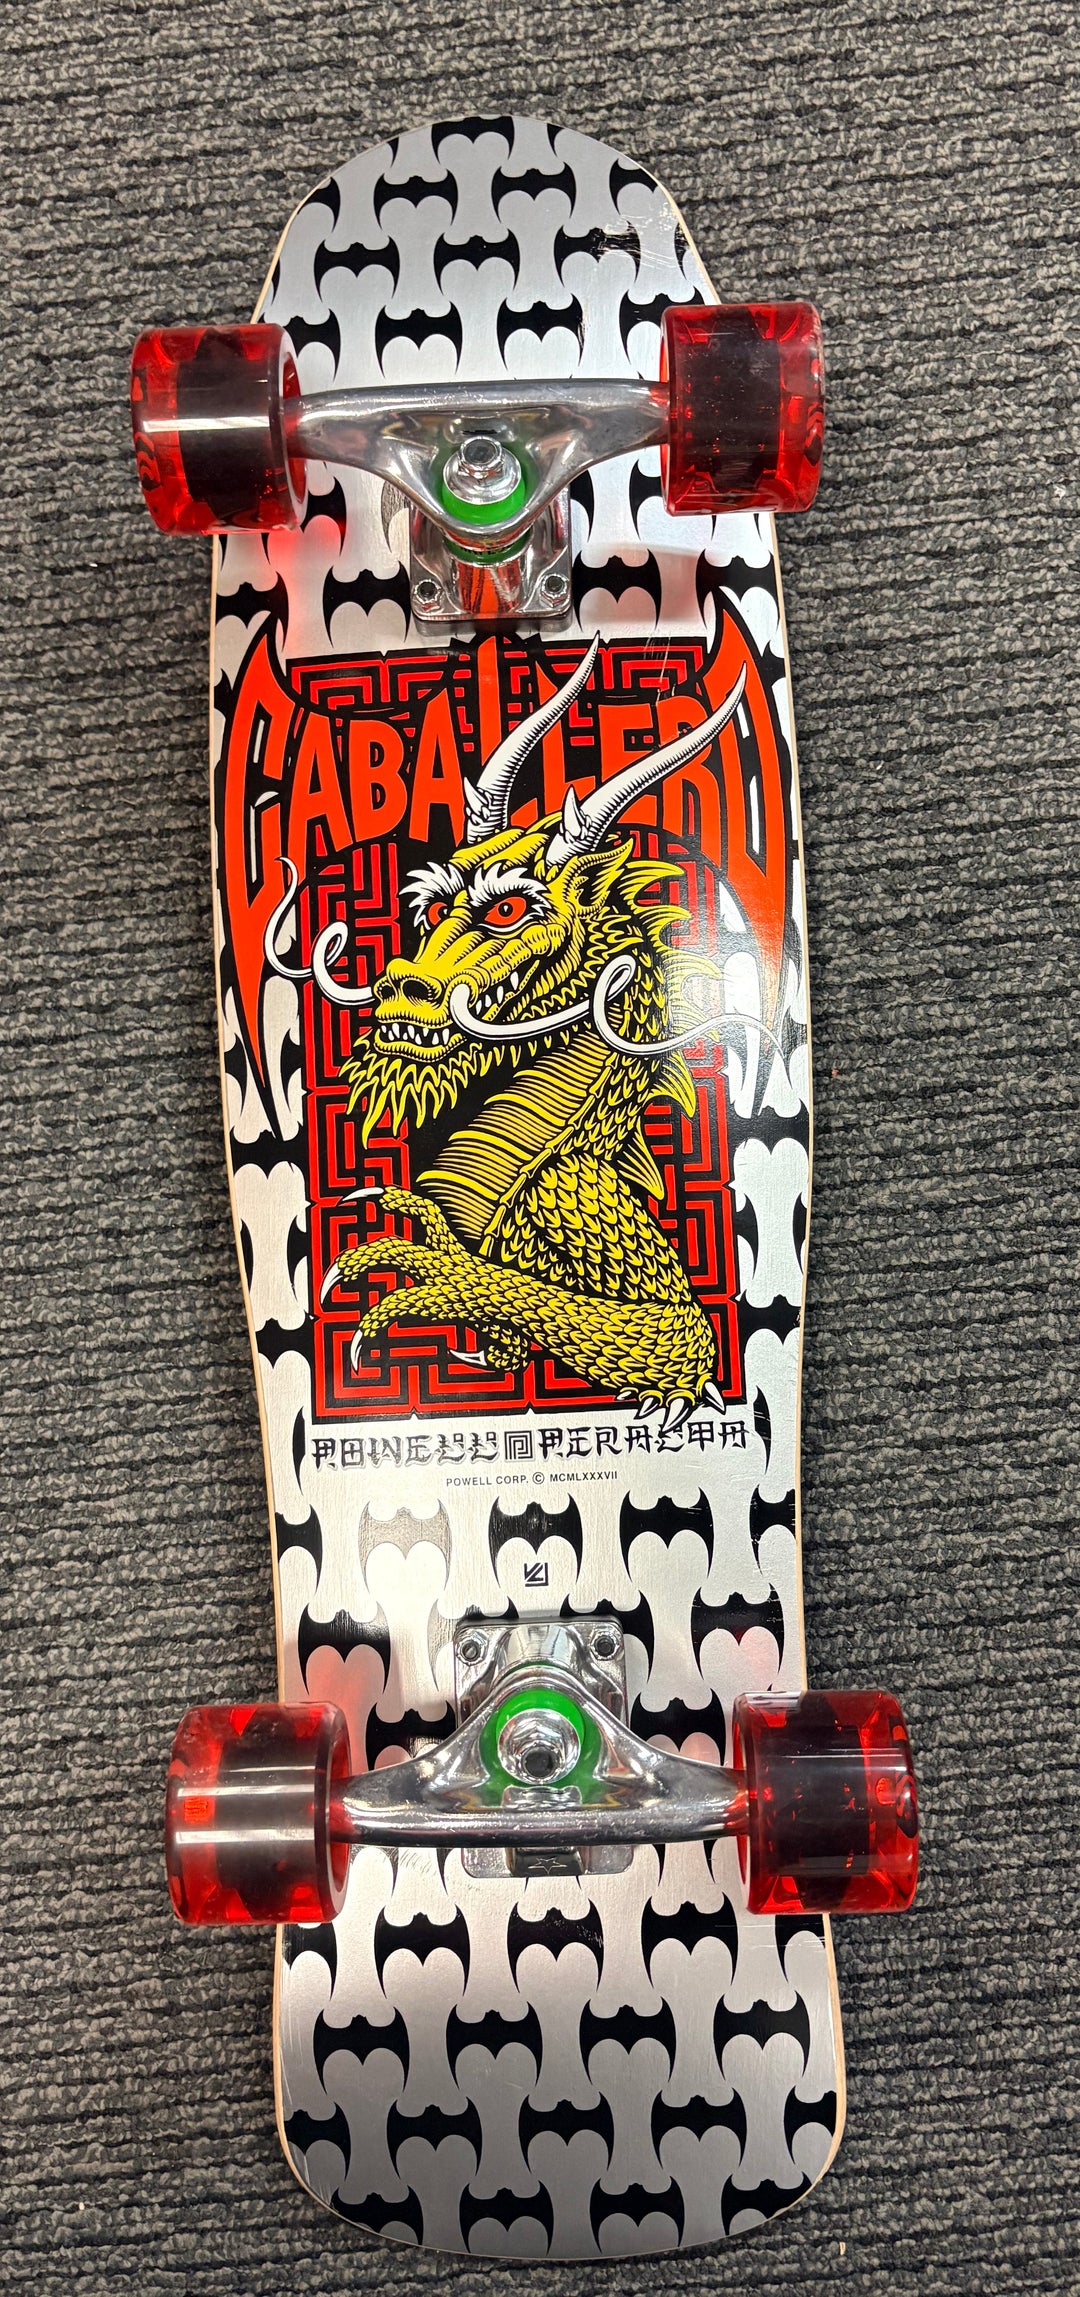 CABALLERO
POWELL PERALTA
POWELL CORP. © MCMLXXXVII